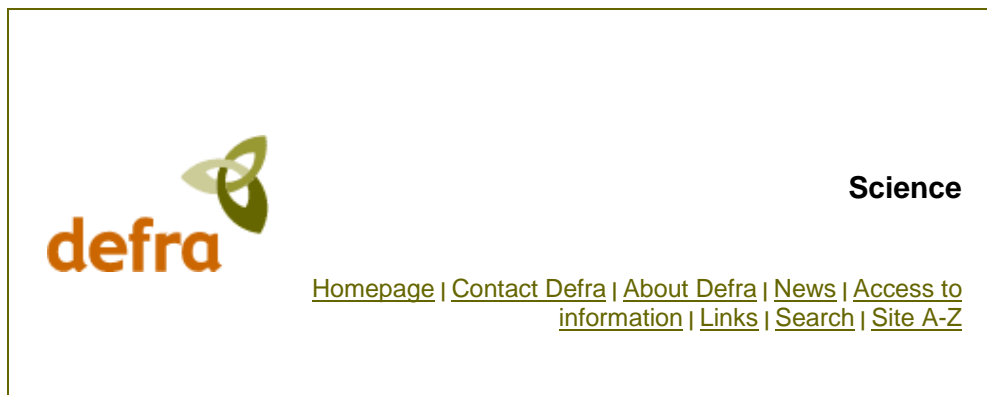 Science
defra
Homepage | Contact Defra | About Defra | News | Access to
information | Links | Search | Site A-Z